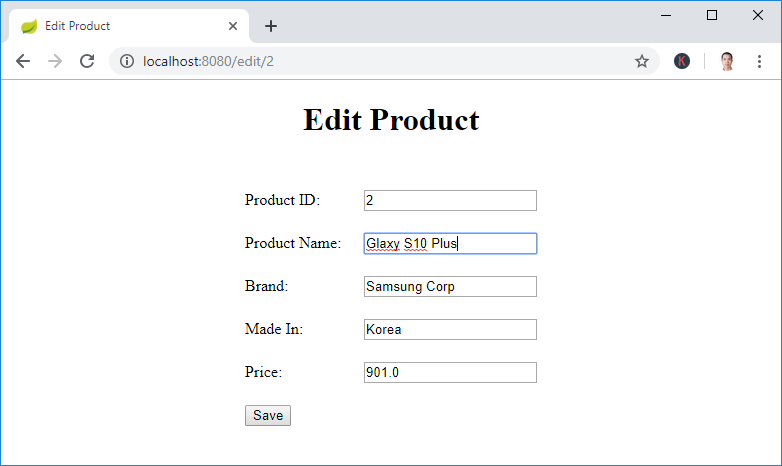 Edit Product
localhost:8080/edit/2
K
Edit Product
Product ID: 2
Product Name: Glaxy S10 Plus
Brand: Samsung Corp
Made In: Korea
Price: 901.0
Save